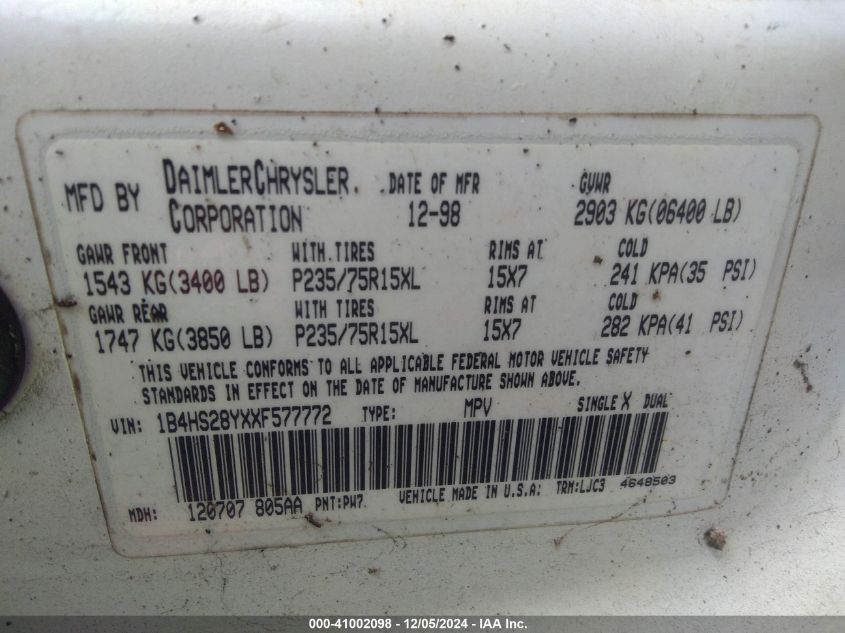 MFD BY DAIMLERCHRYSLER CORPORATION DATE OF MFR 12-98 GVWR 2903 KG(06400 LB)
GAWR FRONT WITH TIRES RIMS AT COLD
1543 KG(3400 LB) P235/75R15XL 15X7 241 KPA(35 PSI)
GAWR REAR WITH TIRES RIMS AT COLD
1747 KG(3850 LB) P235/75R15XL 15X7 282 KPA(41 PSI)
THIS VEHICLE CONFORMS TO ALL APPLICABLE FEDERAL MOTOR VEHICLE SAFETY
STANDARDS IN EFFECT ON THE DATE OF MANUFACTURE SHOWN ABOVE.
VIN: 1B4HS28YXXF577772 TYPE: MPV SINGLE X DUAL
MDH: 120707 805AA PNT:PW7 VEHICLE MADE IN U.S.A: TRM:LJC3 4648503
000-41002098 - 12/05/2024 - IAA Inc.